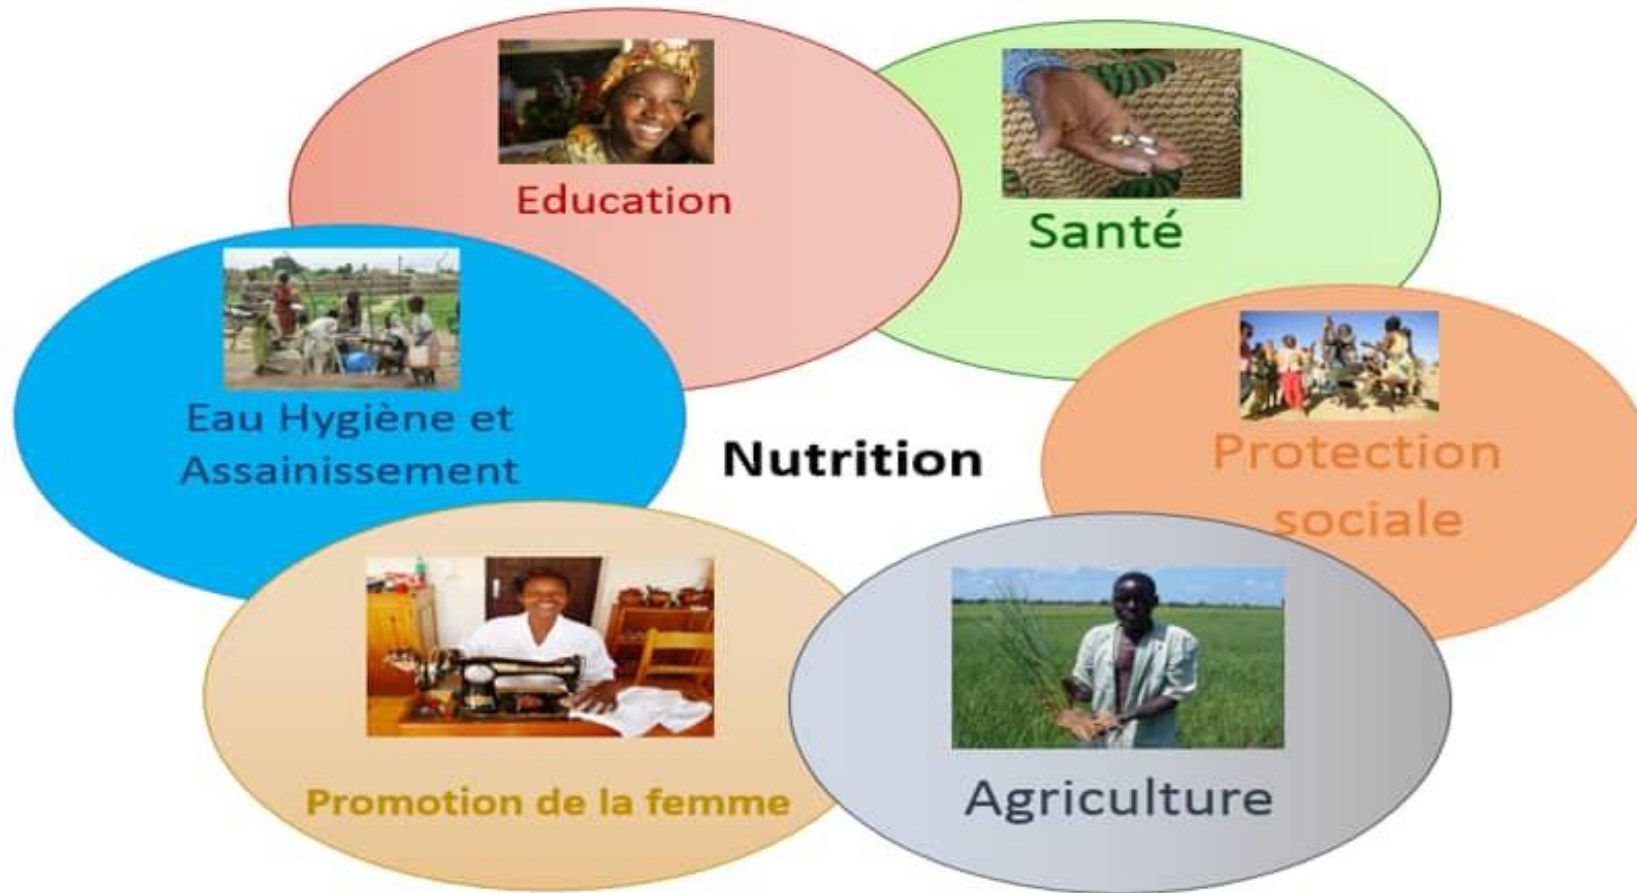 Education
Santé
Eau Hygiène et
Assainissement
Nutrition
Protection
sociale
Promotion de la femme
Agriculture